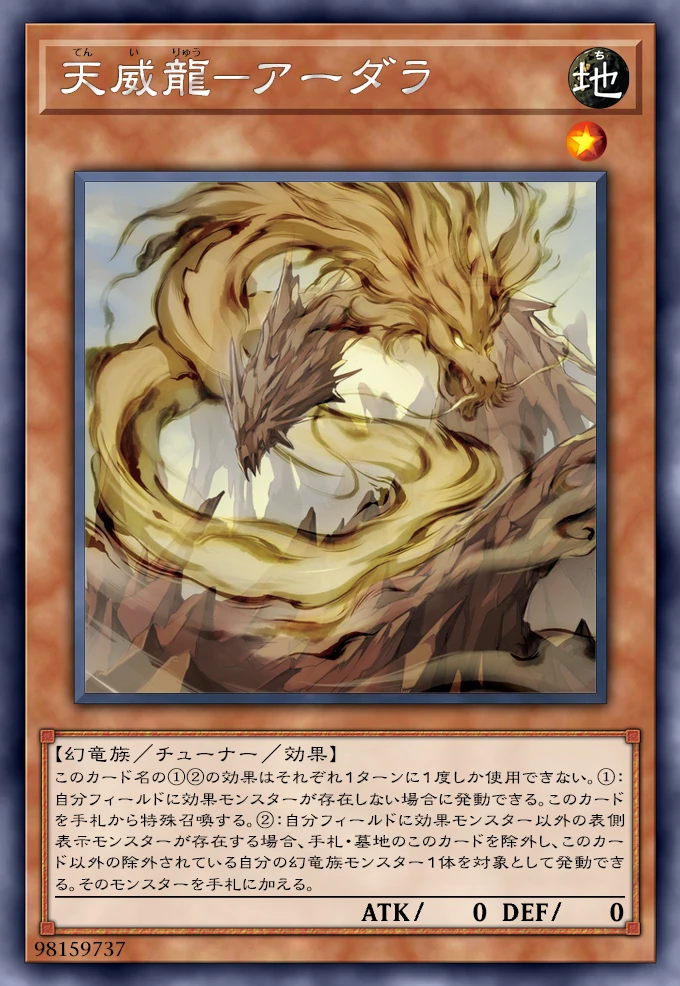 てん い りゅう
天威龍－アーダラ
ち
地
【幻竜族／チューナー／効果】
このカード名の①②の効果はそれぞれ１ターンに１度しか使用できない。①：
自分フィールドに効果モンスターが存在しない場合に発動できる。このカード
を手札から特殊召喚する。②：自分フィールドに効果モンスター以外の表側
表示モンスターが存在する場合、手札・墓地のこのカードを除外し、このカー
ド以外の除外されている自分の幻竜族モンスター１体を対象として発動でき
る。そのモンスターを手札に加える。
ATK/ 0 DEF/ 0
98159737